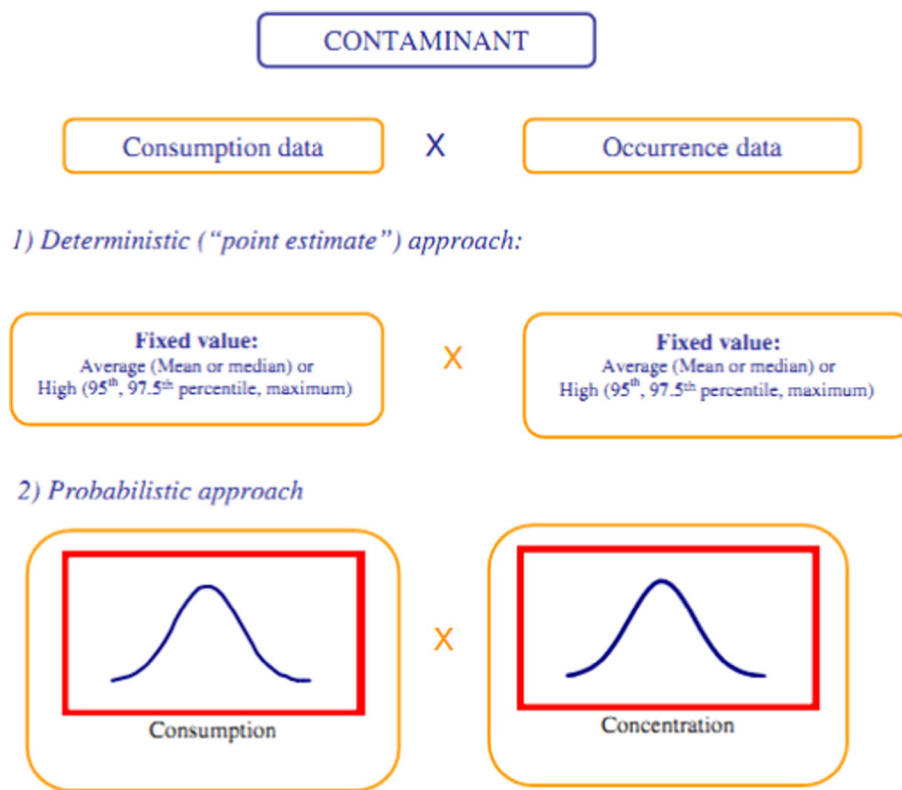 CONTAMINANT
Consumption data X Occurrence data
1) Deterministic (“point estimate”) approach:
Fixed value:
Average (Mean or median) or
High (95th, 97.5th percentile, maximum)
X
Fixed value:
Average (Mean or median) or
High (95th, 97.5th percentile, maximum)
2) Probabilistic approach
Consumption
X
Concentration